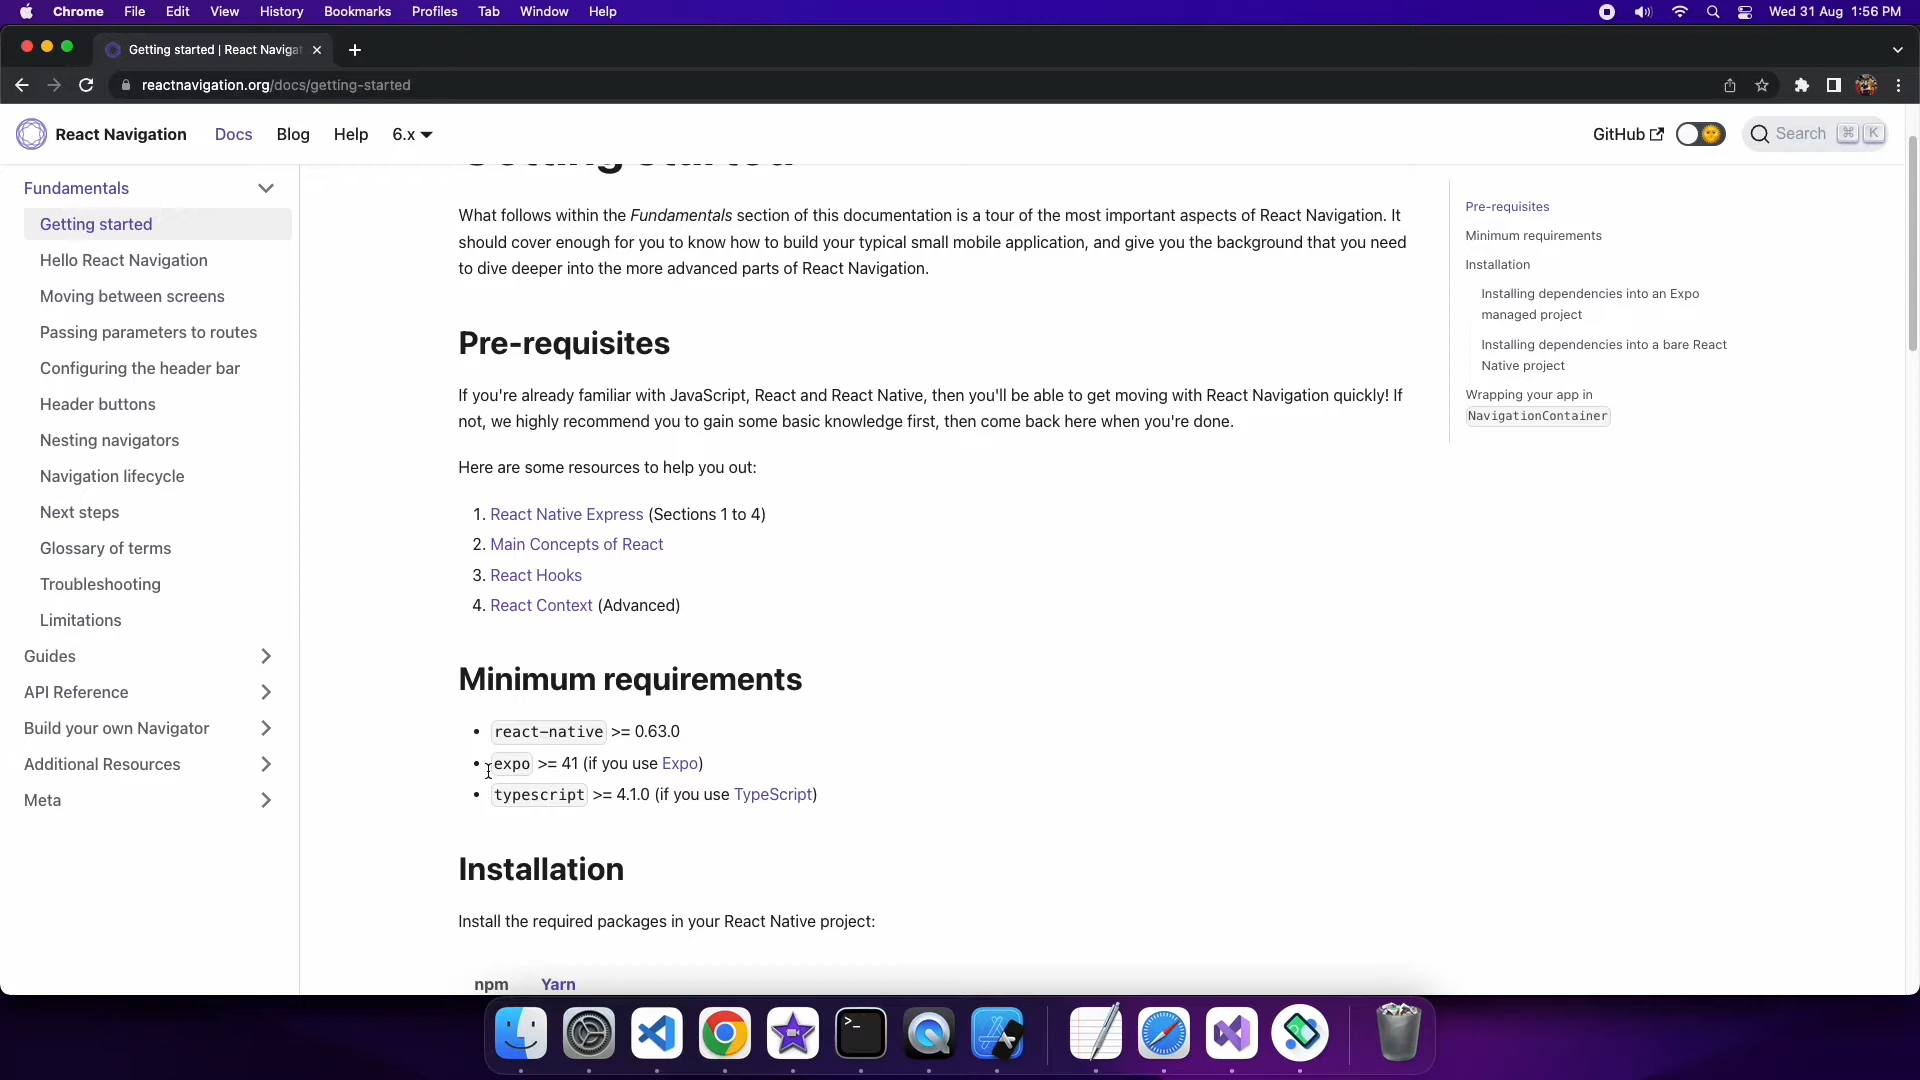 Chrome File Edit View History Bookmarks Profiles Tab Window Help Wed 31 Aug 1:56 PM
Getting started | React Navigat
reactnavigation.org/docs/getting-started
React Navigation Docs Blog Help 6.x GitHub Search ⌘ K
Getting started
Fundamentals
Getting started
Hello React Navigation
Moving between screens
Passing parameters to routes
Configuring the header bar
Header buttons
Nesting navigators
Navigation lifecycle
Next steps
Glossary of terms
Troubleshooting
Limitations
Guides
API Reference
Build your own Navigator
Additional Resources
Meta
What follows within the Fundamentals section of this documentation is a tour of the most important aspects of React Navigation. It
should cover enough for you to know how to build your typical small mobile application, and give you the background that you need
to dive deeper into the more advanced parts of React Navigation.
Pre-requisites
If you're already familiar with JavaScript, React and React Native, then you'll be able to get moving with React Navigation quickly! If
not, we highly recommend you to gain some basic knowledge first, then come back here when you're done.
Here are some resources to help you out:
1. React Native Express (Sections 1 to 4)
2. Main Concepts of React
3. React Hooks
4. React Context (Advanced)
Minimum requirements
• react-native >= 0.63.0
• expo >= 41 (if you use Expo)
• typescript >= 4.1.0 (if you use TypeScript)
Installation
Install the required packages in your React Native project:
npm Yarn
Pre-requisites
Minimum requirements
Installation
Installing dependencies into an Expo
managed project
Installing dependencies into a bare React
Native project
Wrapping your app in
NavigationContainer